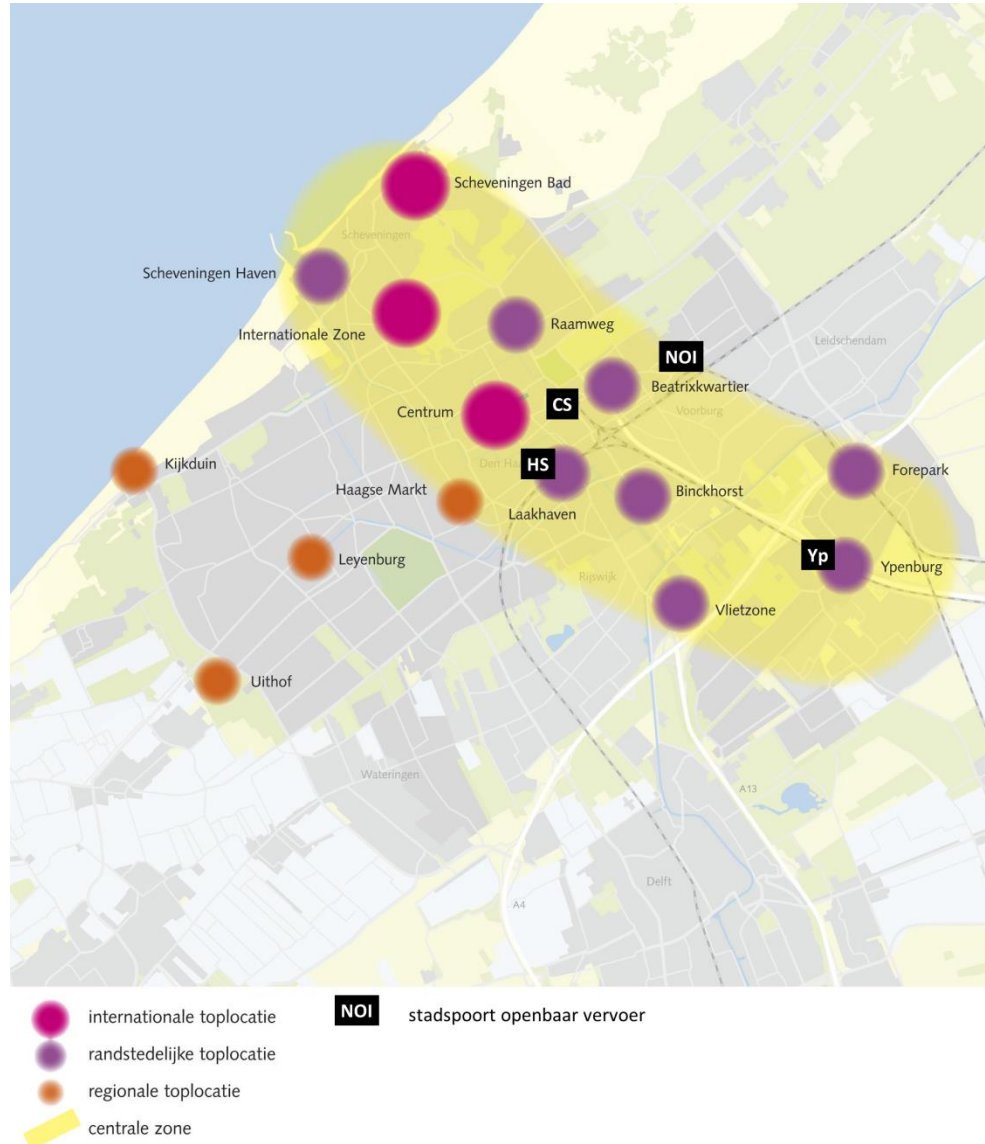 Scheveningen Bad
Scheveningen
Scheveningen Haven
Internationale Zone
Raamweg
NOI
Leidschendam
Beatrixkwartier
CS
Centrum
Voorburg
Kijkduin
Den Haa
HS
Forepark
Haagse Markt
Laakhaven
Binckhorst
Leyenburg
Yp
Ypenburg
Rijswijk
Vlietzone
Uithof
Wateringen
A13
Delft
A4
internationale toplocatie
NOI
stadspoort openbaar vervoer
randstedelijke toplocatie
regionale toplocatie
centrale zone